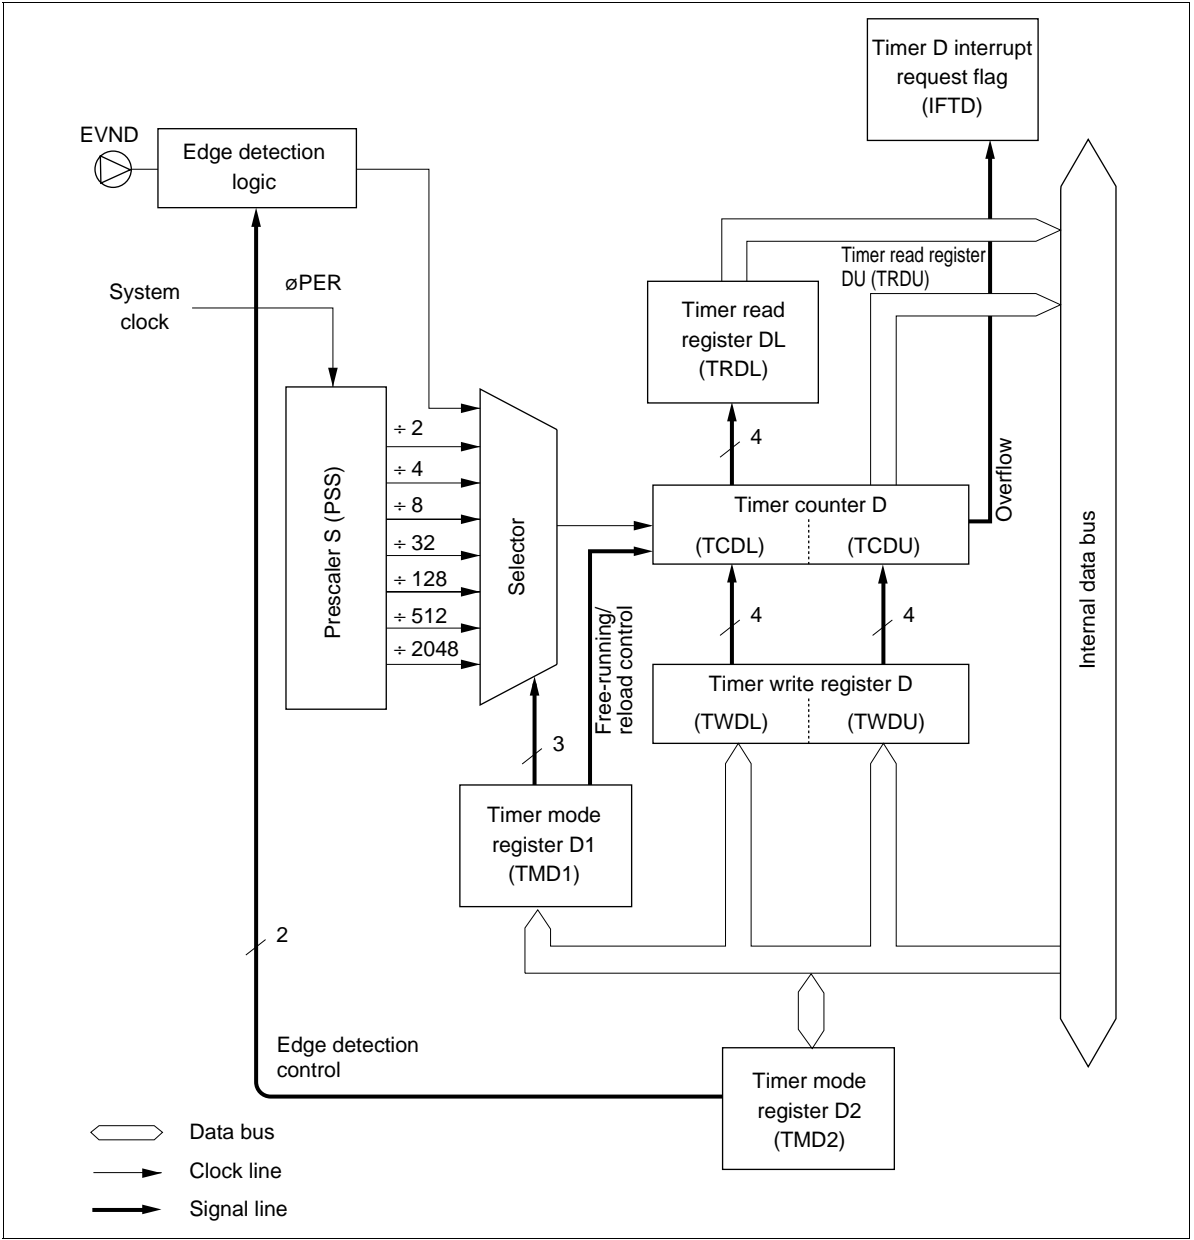 Timer D interrupt
request flag
(IFTD)
EVND
Edge detection
logic
System
clock
øPER
Timer read register
DU (TRDU)
Timer read
register DL
(TRDL)
Prescaler S (PSS)
÷ 2
÷ 4
÷ 8
÷ 32
÷ 128
÷ 512
÷ 2048
Selector
4
Timer counter D
(TCDL)
(TCDU)
Overflow
Internal data bus
Free-running/
reload control
4
4
Timer write register D
(TWDL)
(TWDU)
3
Timer mode
register D1
(TMD1)
2
Edge detection
control
Timer mode
register D2
(TMD2)
Data bus
Clock line
Signal line